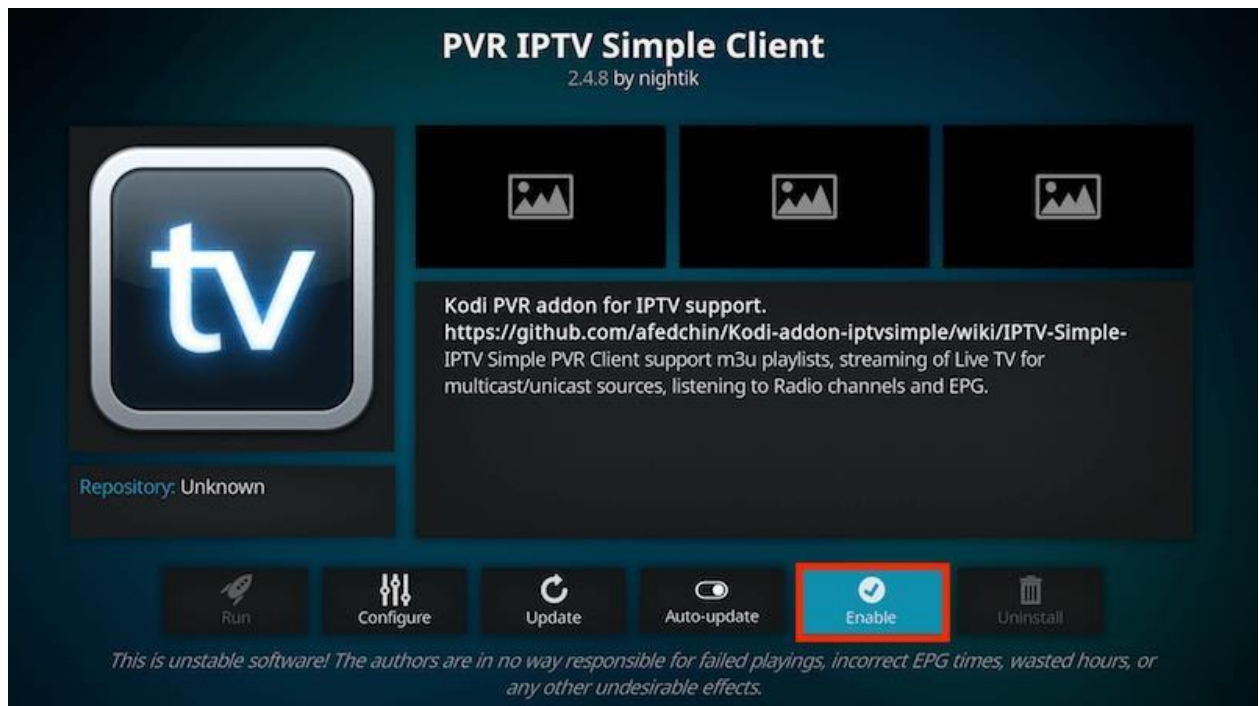 PVR IPTV Simple Client
2.4.8 by nightik
tv
Kodi PVR addon for IPTV support.
https://github.com/afedchin/Kodi-addon-iptvsimple/wiki/IPTV-Simple-
IPTV Simple PVR Client support m3u playlists, streaming of Live TV for
multicast/unicast sources, listening to Radio channels and EPG.
Repository: Unknown
Run
Configure
Update
Auto-update
Enable
Uninstall
This is unstable software! The authors are in no way responsible for failed playings, incorrect EPG times, wasted hours, or
any other undesirable effects.